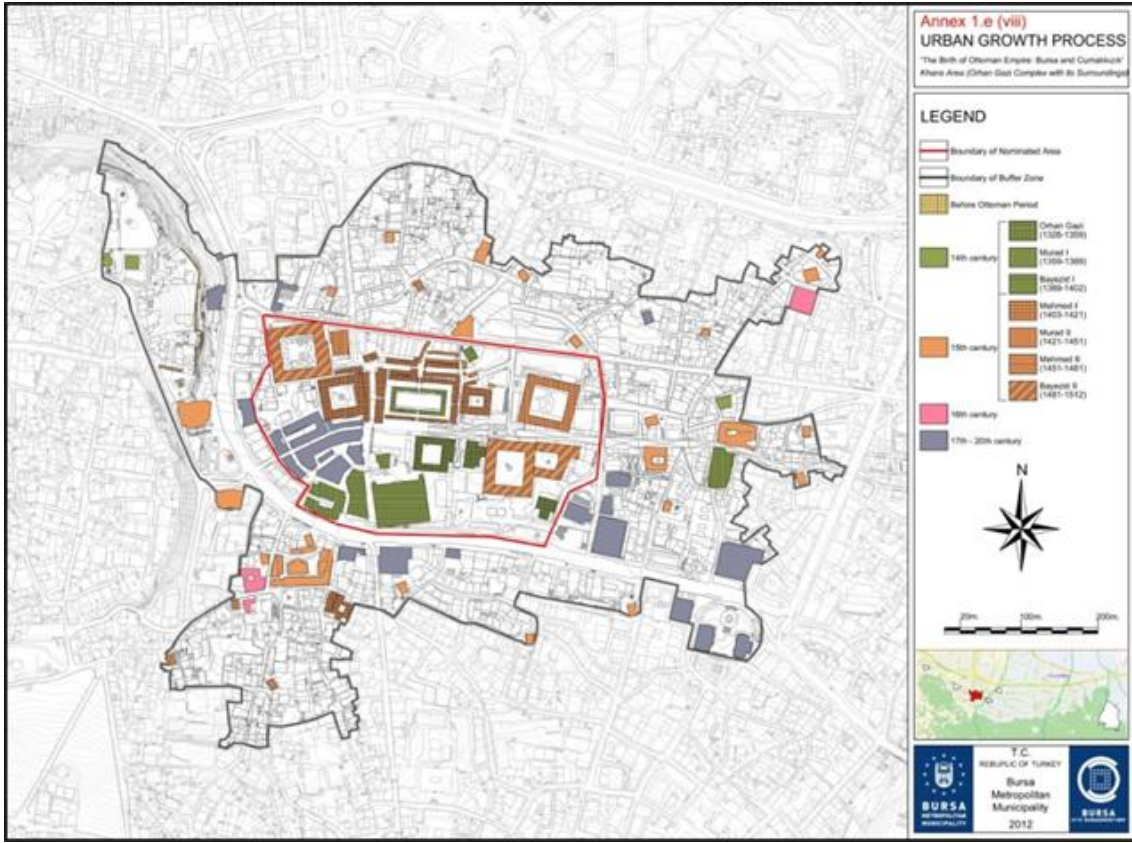 Annex 1.e (viii)
URBAN GROWTH PROCESS
'The Birth of Ottoman Empire: Bursa and Cumalıkızık'
Khans Area (Orhan Gazi Complex with its Surroundings)
LEGEND
Boundary of Nominated Area
Boundary of Buffer Zone
Before Ottoman Period
14th century
Orhan Gazi
(1326-1359)
Murad I
(1359-1389)
Bayezid I
(1389-1402)
15th century
Mehmed I
(1403-1421)
Murad II
(1421-1451)
Mehmed II
(1451-1481)
Bayezid II
(1481-1512)
16th century
17th - 20th century
N
20m.
100m.
200m.
BURSA
METROPOLITAN
MUNICIPALITY
T.C.
REBUPLIC OF TURKEY
Bursa
Metropolitan
Municipality
2012
BURSA